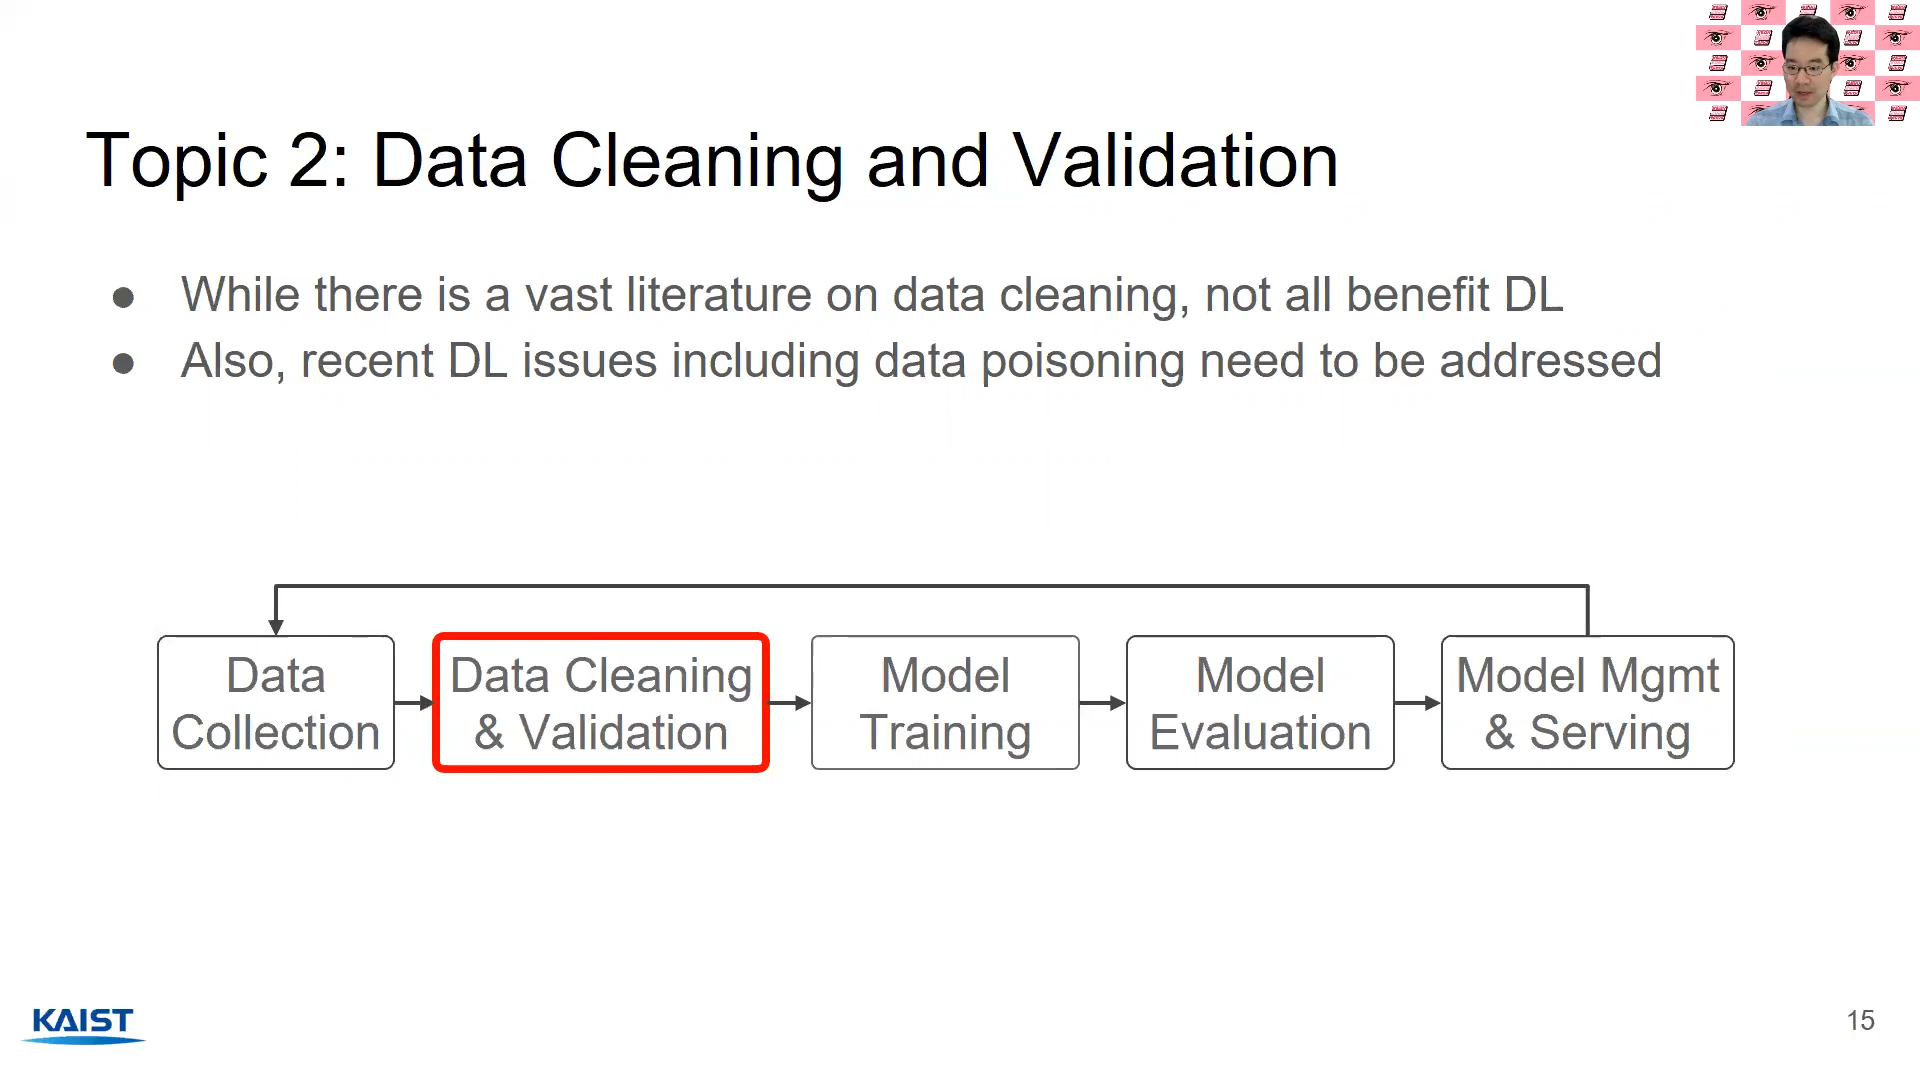 Topic 2: Data Cleaning and Validation
● While there is a vast literature on data cleaning, not all benefit DL
● Also, recent DL issues including data poisoning need to be addressed
Data
Collection
Data Cleaning
& Validation
Model
Training
Model
Evaluation
Model Mgmt
& Serving
KAIST
15